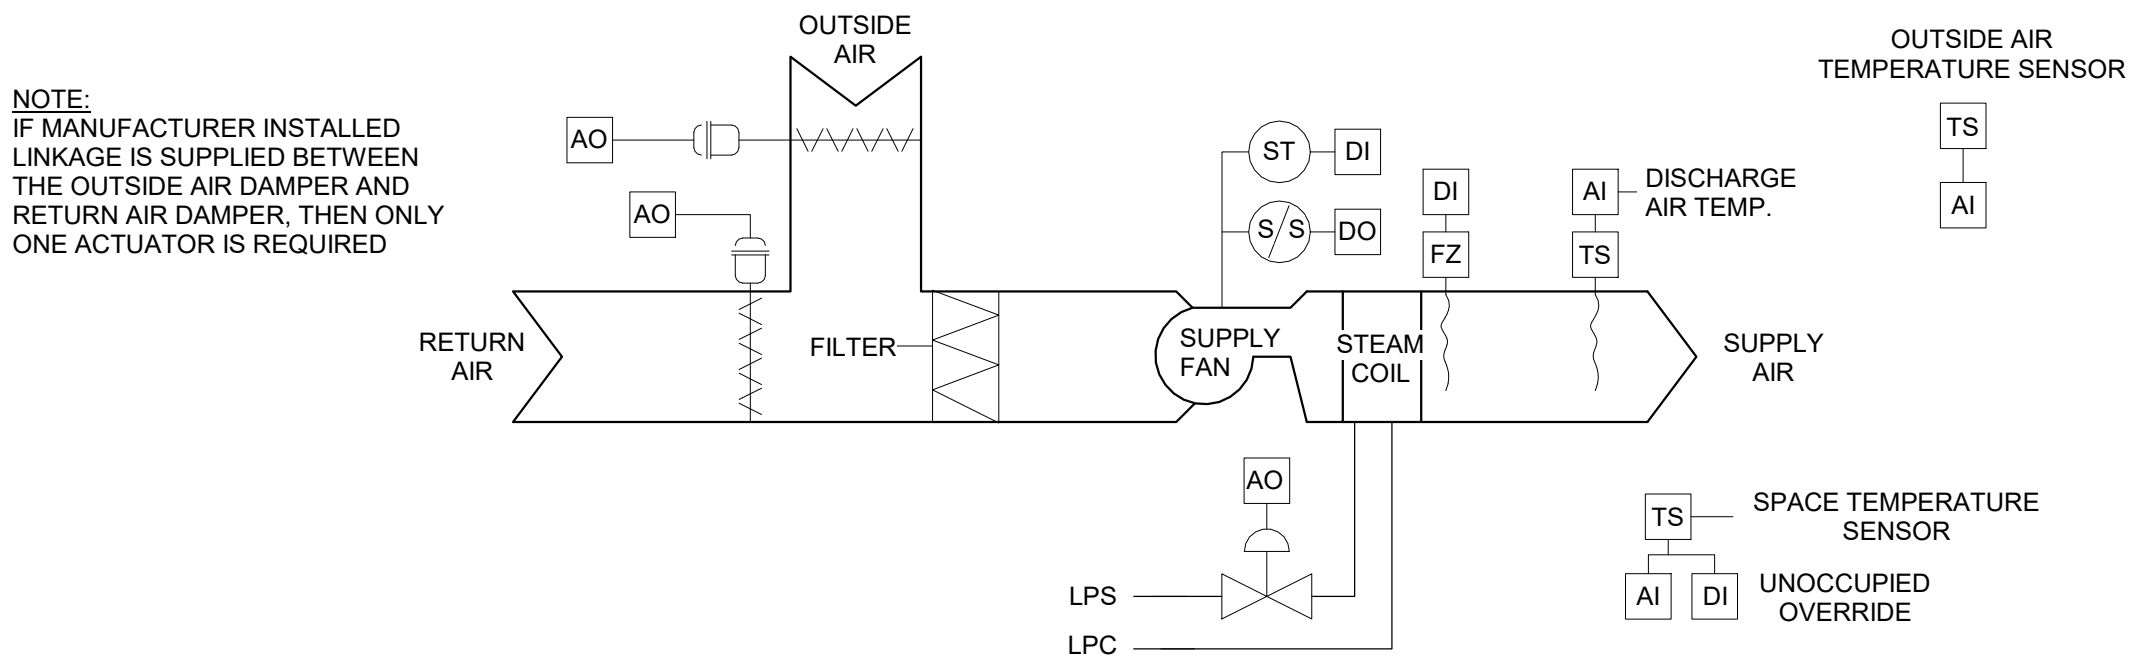 OUTSIDE
AIR
OUTSIDE AIR
TEMPERATURE SENSOR
TS
AI
NOTE:
IF MANUFACTURER INSTALLED
LINKAGE IS SUPPLIED BETWEEN
THE OUTSIDE AIR DAMPER AND
RETURN AIR DAMPER, THEN ONLY
ONE ACTUATOR IS REQUIRED
AO
AO
ST DI
S/S DO
DI
FZ
AI
DISCHARGE
AIR TEMP.
TS
RETURN
AIR
FILTER
SUPPLY
FAN
STEAM
COIL
SUPPLY
AIR
AO
LPS
LPC
TS
SPACE TEMPERATURE
SENSOR
AI DI
UNOCCUPIED
OVERRIDE